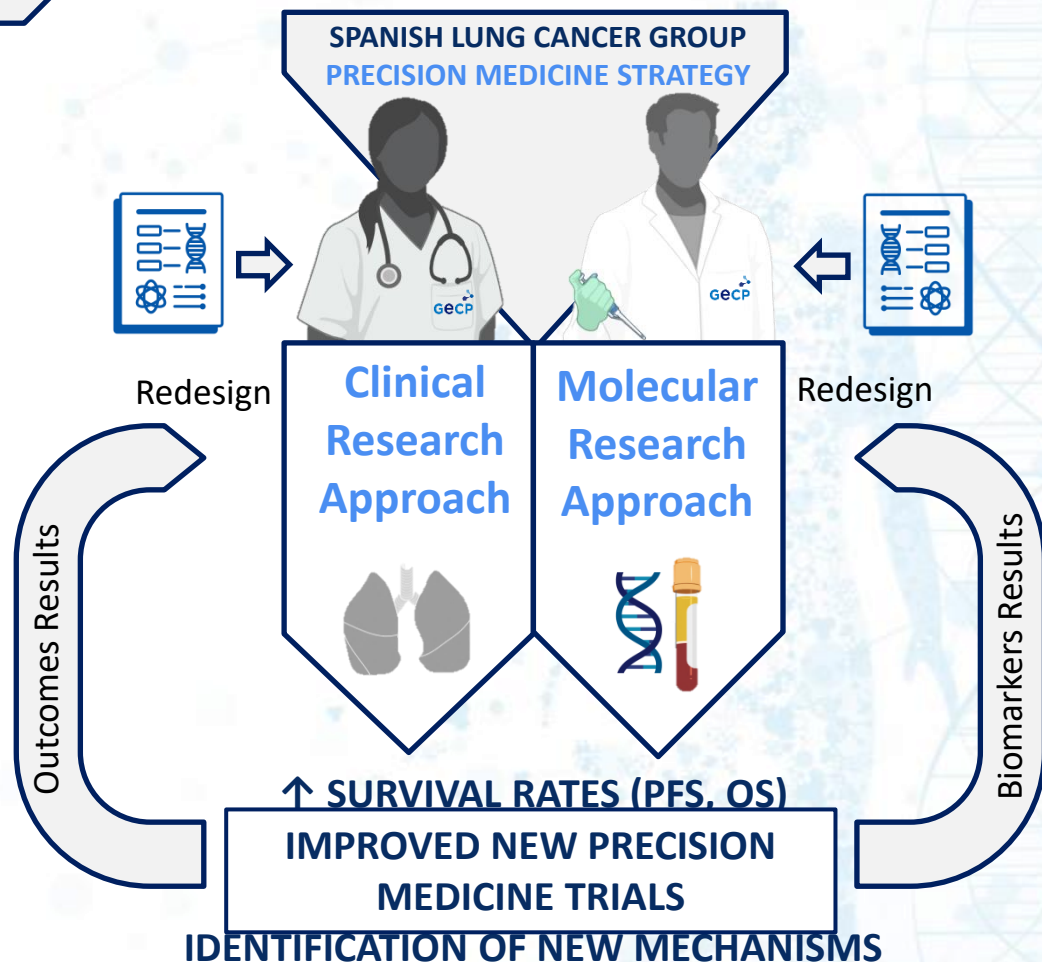 SPANISH LUNG CANCER GROUP
PRECISION MEDICINE STRATEGY
GeCP
GeCP
Redesign
Clinical
Research
Approach
Molecular
Research
Approach
Redesign
Outcomes Results
Biomarkers Results
↑ SURVIVAL RATES (PFS, OS)
IMPROVED NEW PRECISION
MEDICINE TRIALS
IDENTIFICATION OF NEW MECHANISMS